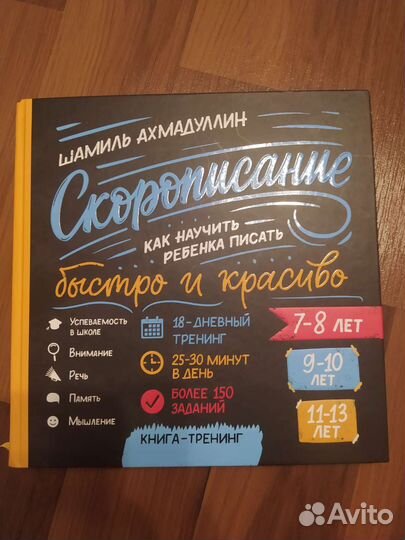 ШАМИЛЬ АХМАДУЛЛИН
Скорописание
КАК НАУЧИТЬ
РЕБЕНКА ПИСАТЬ
быстро и красиво
Успеваемость
в школе
Внимание
Речь
Память
Мышление
18-ДНЕВНЫЙ
ТРЕНИНГ
25-30 МИНУТ
В ДЕНЬ
БОЛЕЕ 150
ЗАДАНИЙ
7-8 ЛЕТ
9-10
ЛЕТ
11-13
ЛЕТ
КНИГА-ТРЕНИНГ
Avito